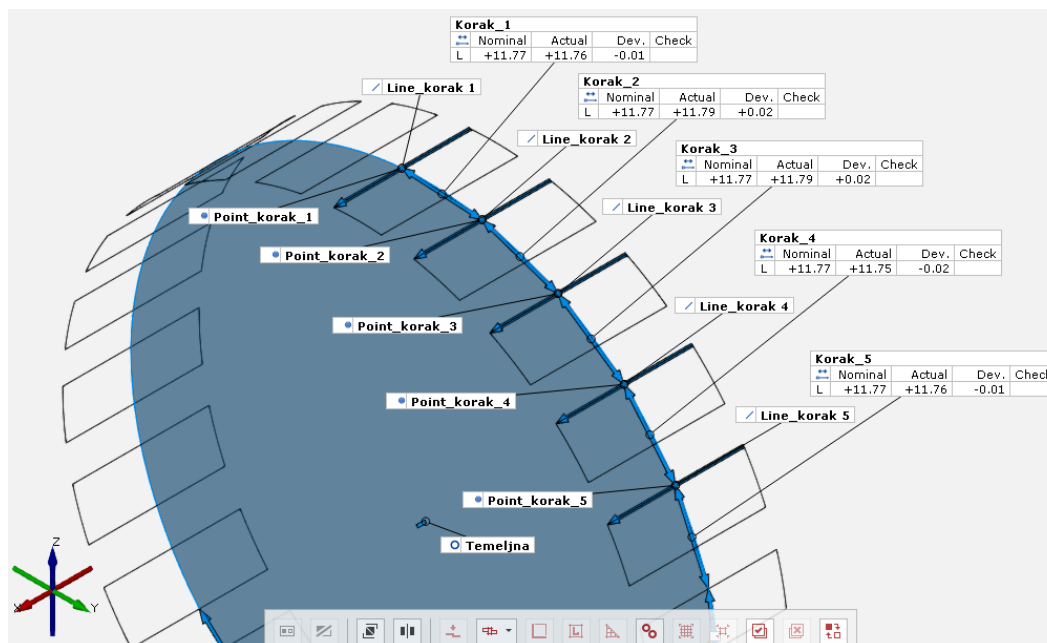 Korak_1
Nominal Actual Dev. Check
L +11.77 +11.76 -0.01
Korak_2
Nominal Actual Dev. Check
L +11.77 +11.79 +0.02
Line_korak 1
Line_korak 2
Korak_3
Nominal Actual Dev. Check
L +11.77 +11.79 +0.02
Line_korak 3
Point_korak_1
Korak_4
Nominal Actual Dev. Check
L +11.77 +11.75 -0.02
Point_korak_2
Line_korak 4
Point_korak_3
Korak_5
Nominal Actual Dev. Check
L +11.77 +11.76 -0.01
Point_korak_4
Line_korak 5
Point_korak_5
Temeljna
Z
X
Y